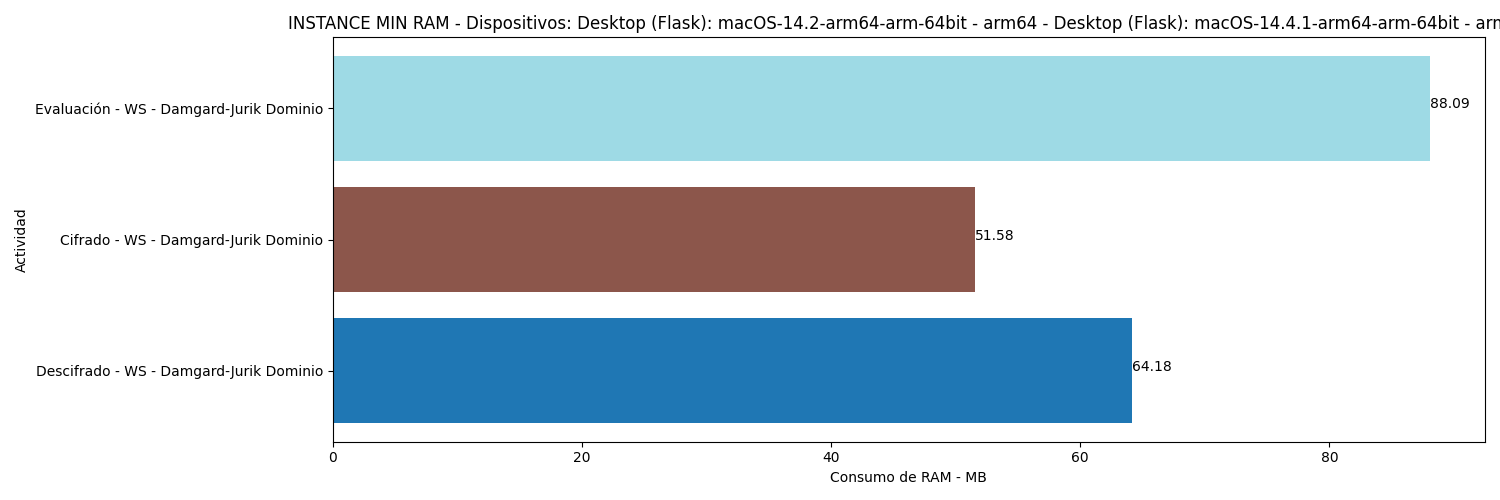 INSTANCE MIN RAM - Dispositivos: Desktop (Flask): macOS-14.2-arm64-arm-64bit - arm64 - Desktop (Flask): macOS-14.4.1-arm64-arm-64bit -
Evaluación - WS - Damgard-Jurik Dominio
88.09
Cifrado - WS - Damgard-Jurik Dominio
51.58
Descifrado - WS - Damgard-Jurik Dominio
64.18
Actividad
0 20 40 60 80
Consumo de RAM - MB